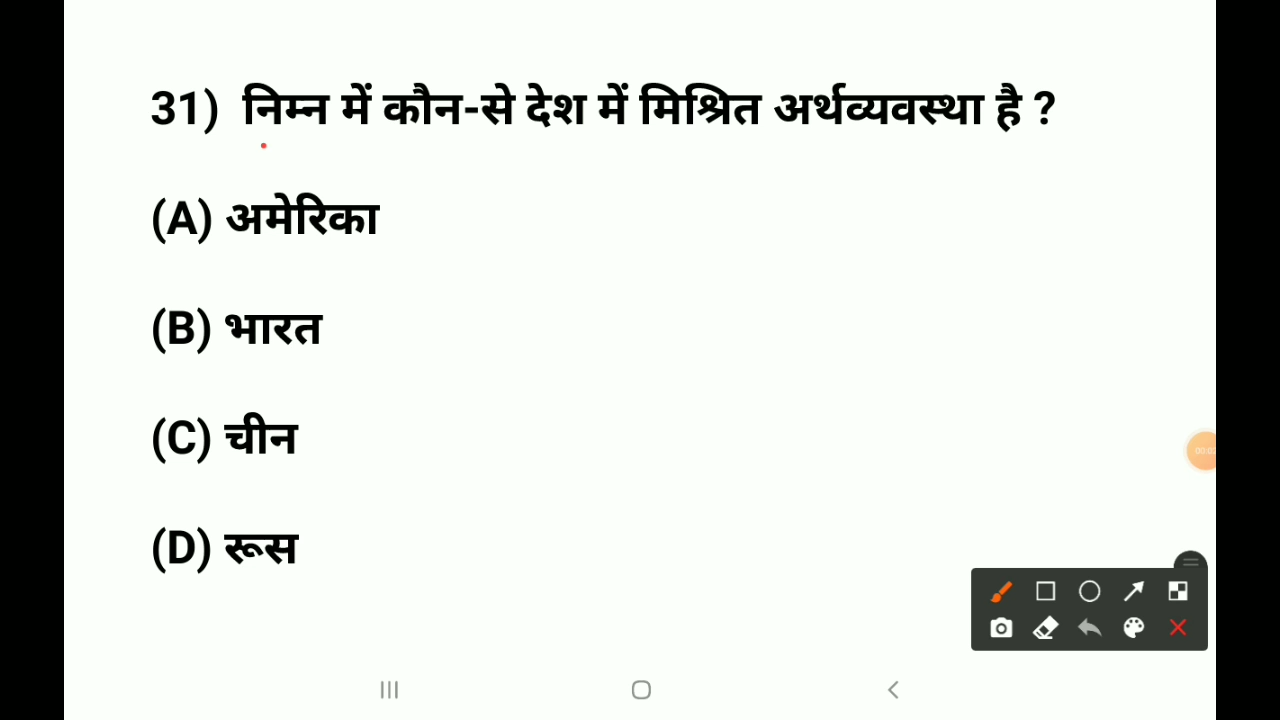 31) निम्न में कौन-से देश में मिश्रित अर्थव्यवस्था है ?
(A) अमेरिका
(B) भारत
(C) चीन
(D) रूस